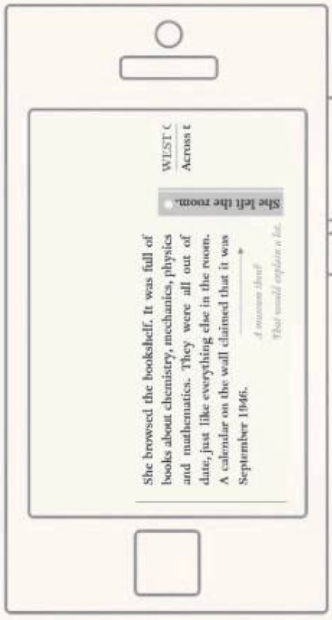 She browsed the bookshelf. It was full of
books about chemistry, mechanics, physics
and mathematics. They were all out of
date, just like everything else in the room.
A calendar on the wall claimed that it was
September 1946.
A museum then?
That would explain a lot.
She left the room.
WEST C
Across t